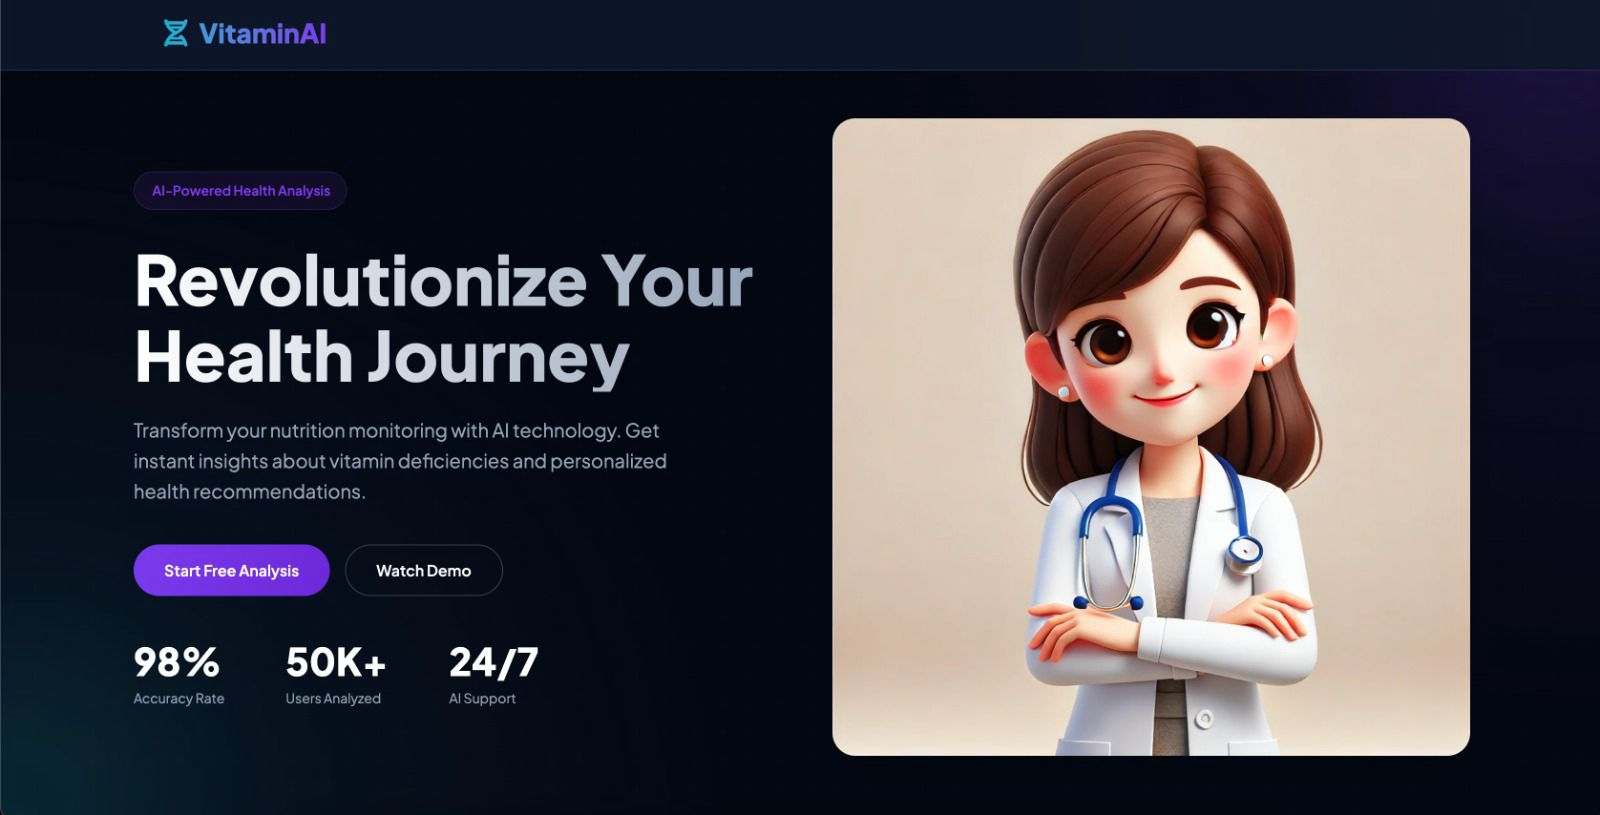 VitaminAI
AI-Powered Health Analysis
Revolutionize Your
Health Journey
Transform your nutrition monitoring with AI technology. Get
instant insights about vitamin deficiencies and personalized
health recommendations.
Start Free Analysis
Watch Demo
98%
Accuracy Rate
50K+
Users Analyzed
24/7
AI Support